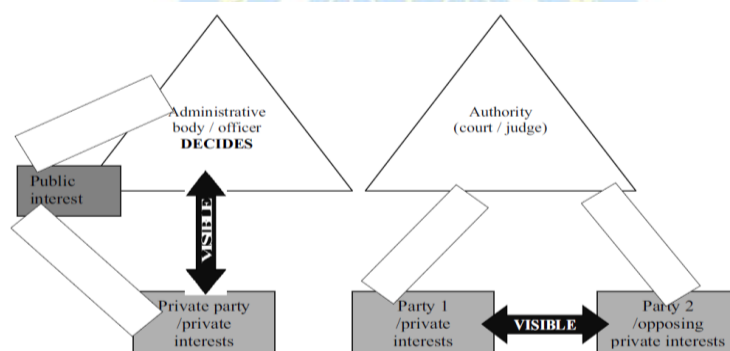 Administrative
body / officer
DECIDES
Public
interest
VISIBLE
Private party
/private
interests
Authority
(court / judge)
Party 1
/private
interests
VISIBLE
Party 2
/opposing
private interests